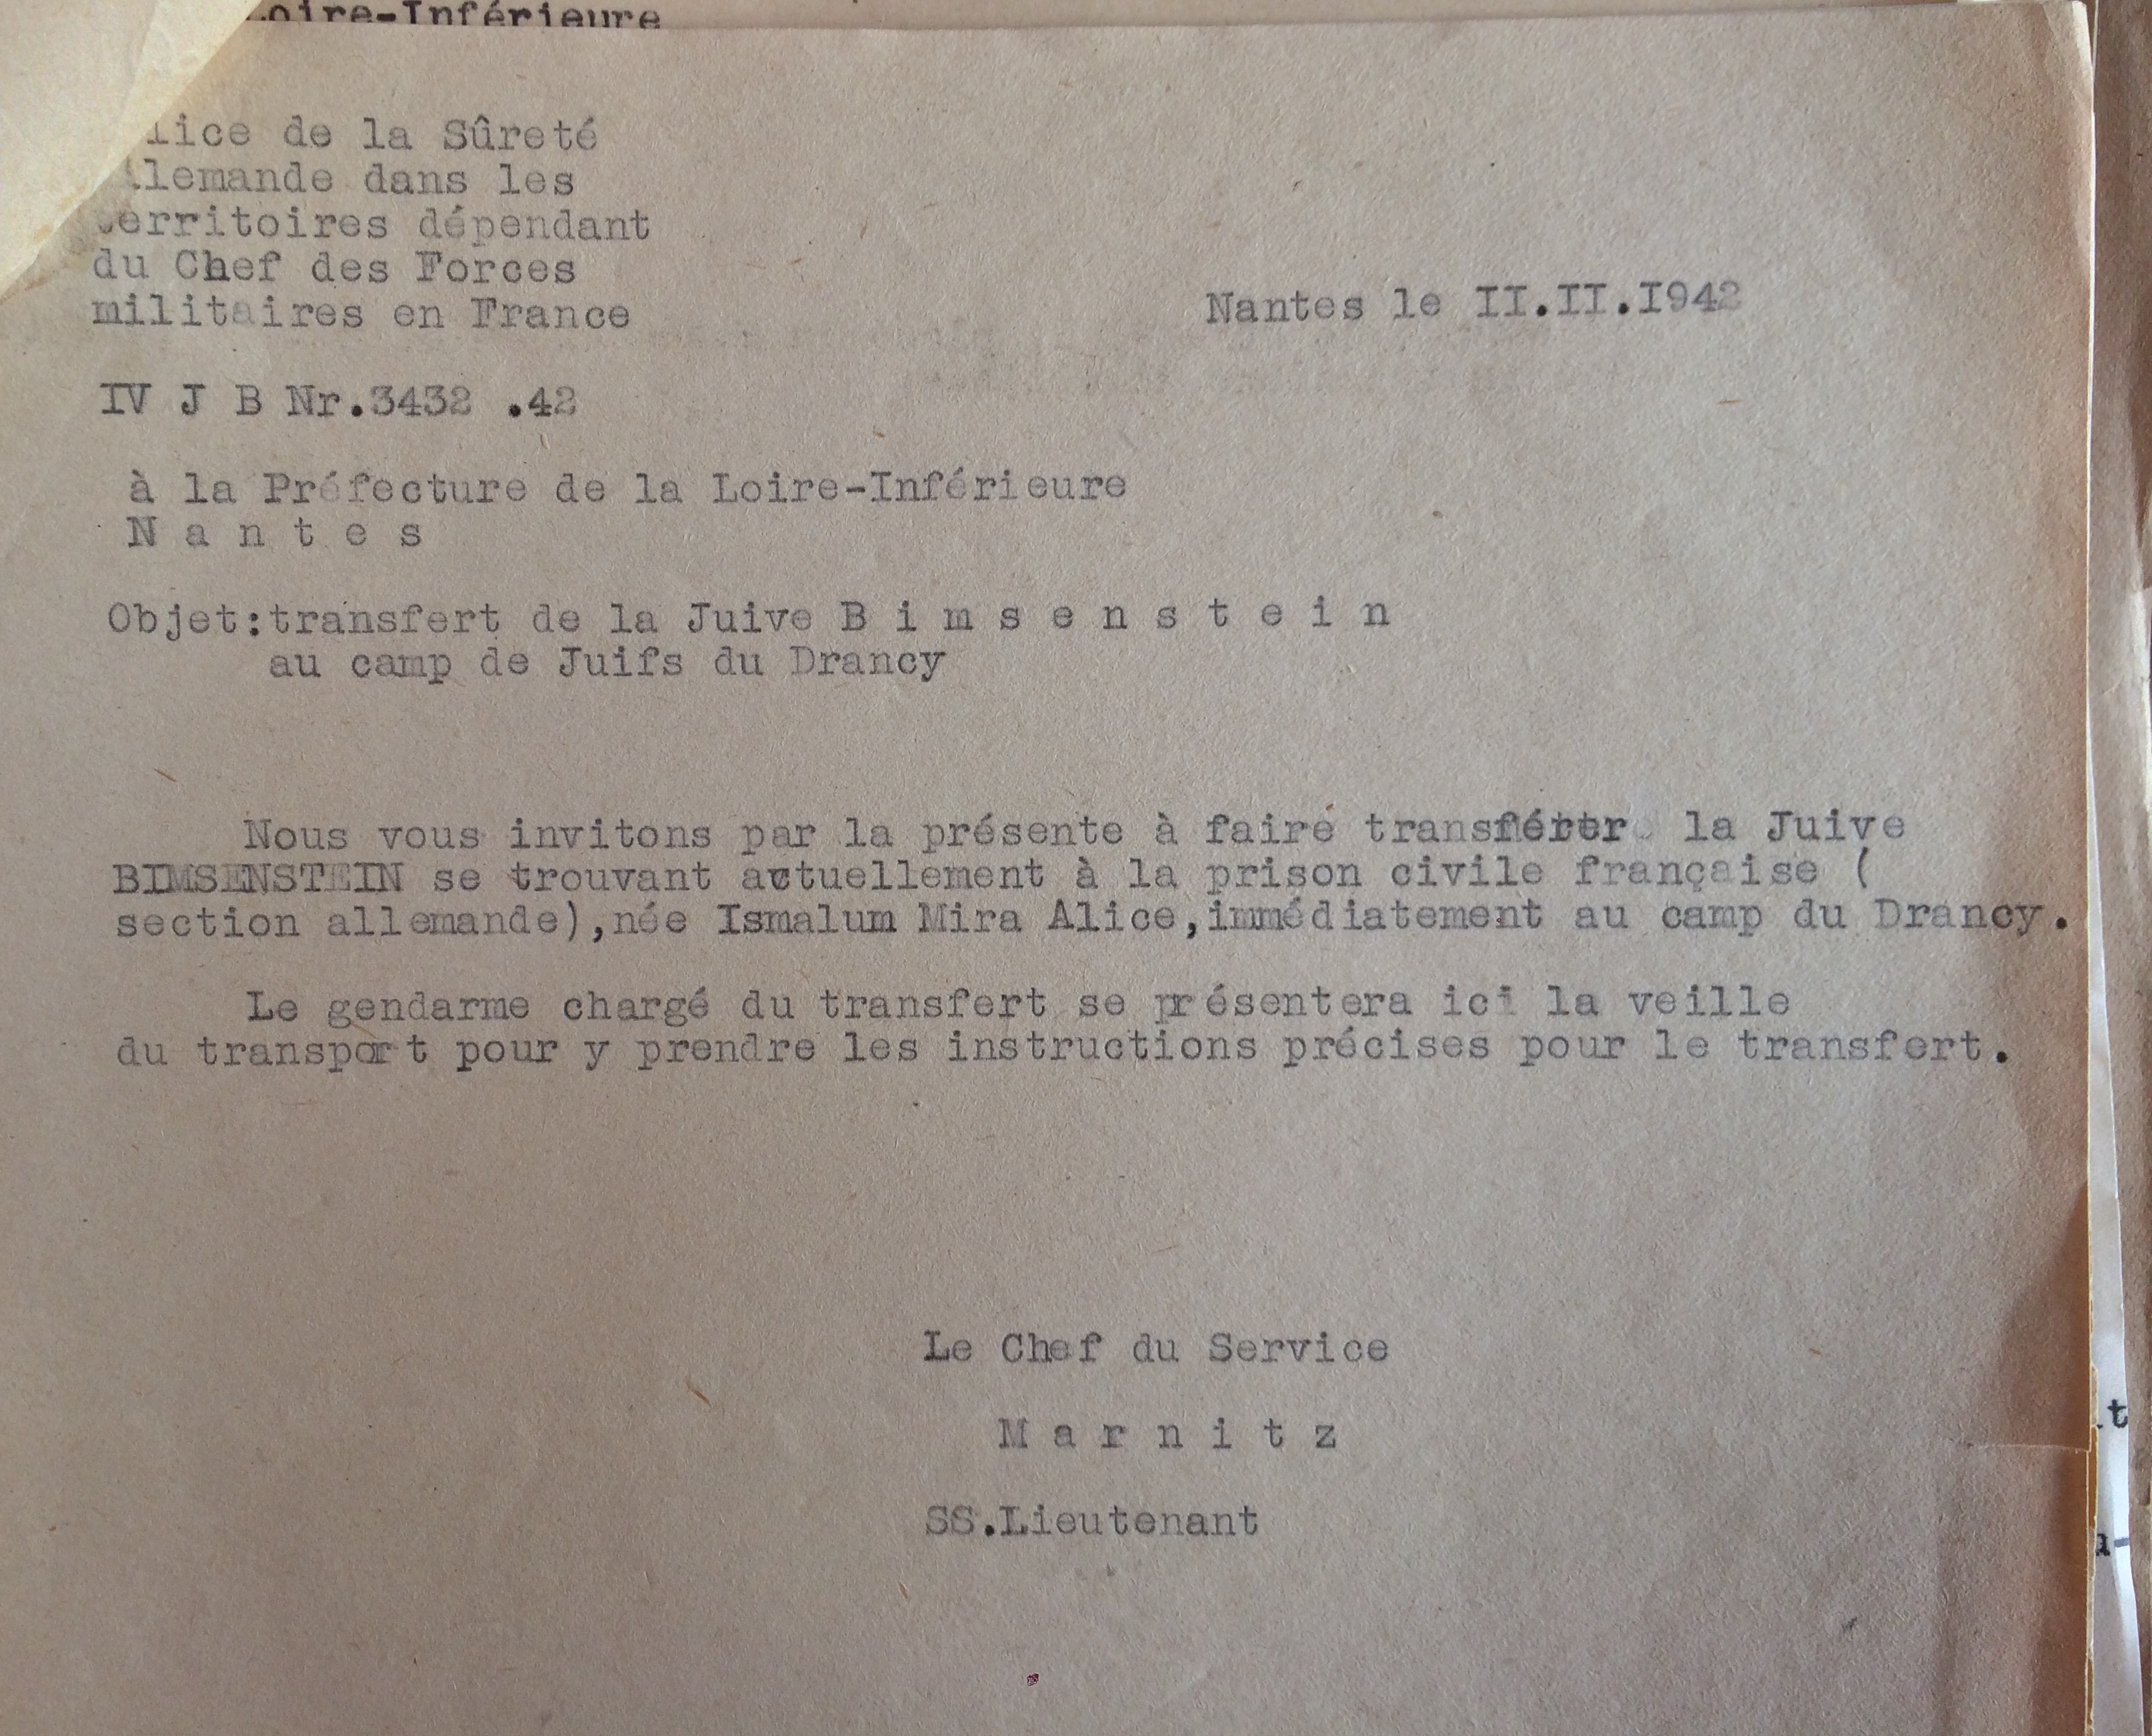 Loire-Inférieure
lice de la Sûreté
llemande dans les
territoires dépendant
du Chef des Forces
militaires en France
Nantes le II.II.I942
IV J B Nr.3432 .42
à la Préfecture de la Loire-Inférieure
N a n t e s
Objet:transfert de la Juive B i m s e n s t e i n
au camp de Juifs du Drancy
Nous vous invitons par la présente à faire transférer la Juive
BIMSENSTEIN se trouvant actuellement à la prison civile française (
section allemande),née Ismalum Mira Alice,immédiatement au camp du Drancy.
Le gendarme chargé du transfert se présentera ici la veille
du transport pour y prendre les instructions précises pour le transfert.
Le Chef du Service
M a r n i t z
SS.Lieutenant